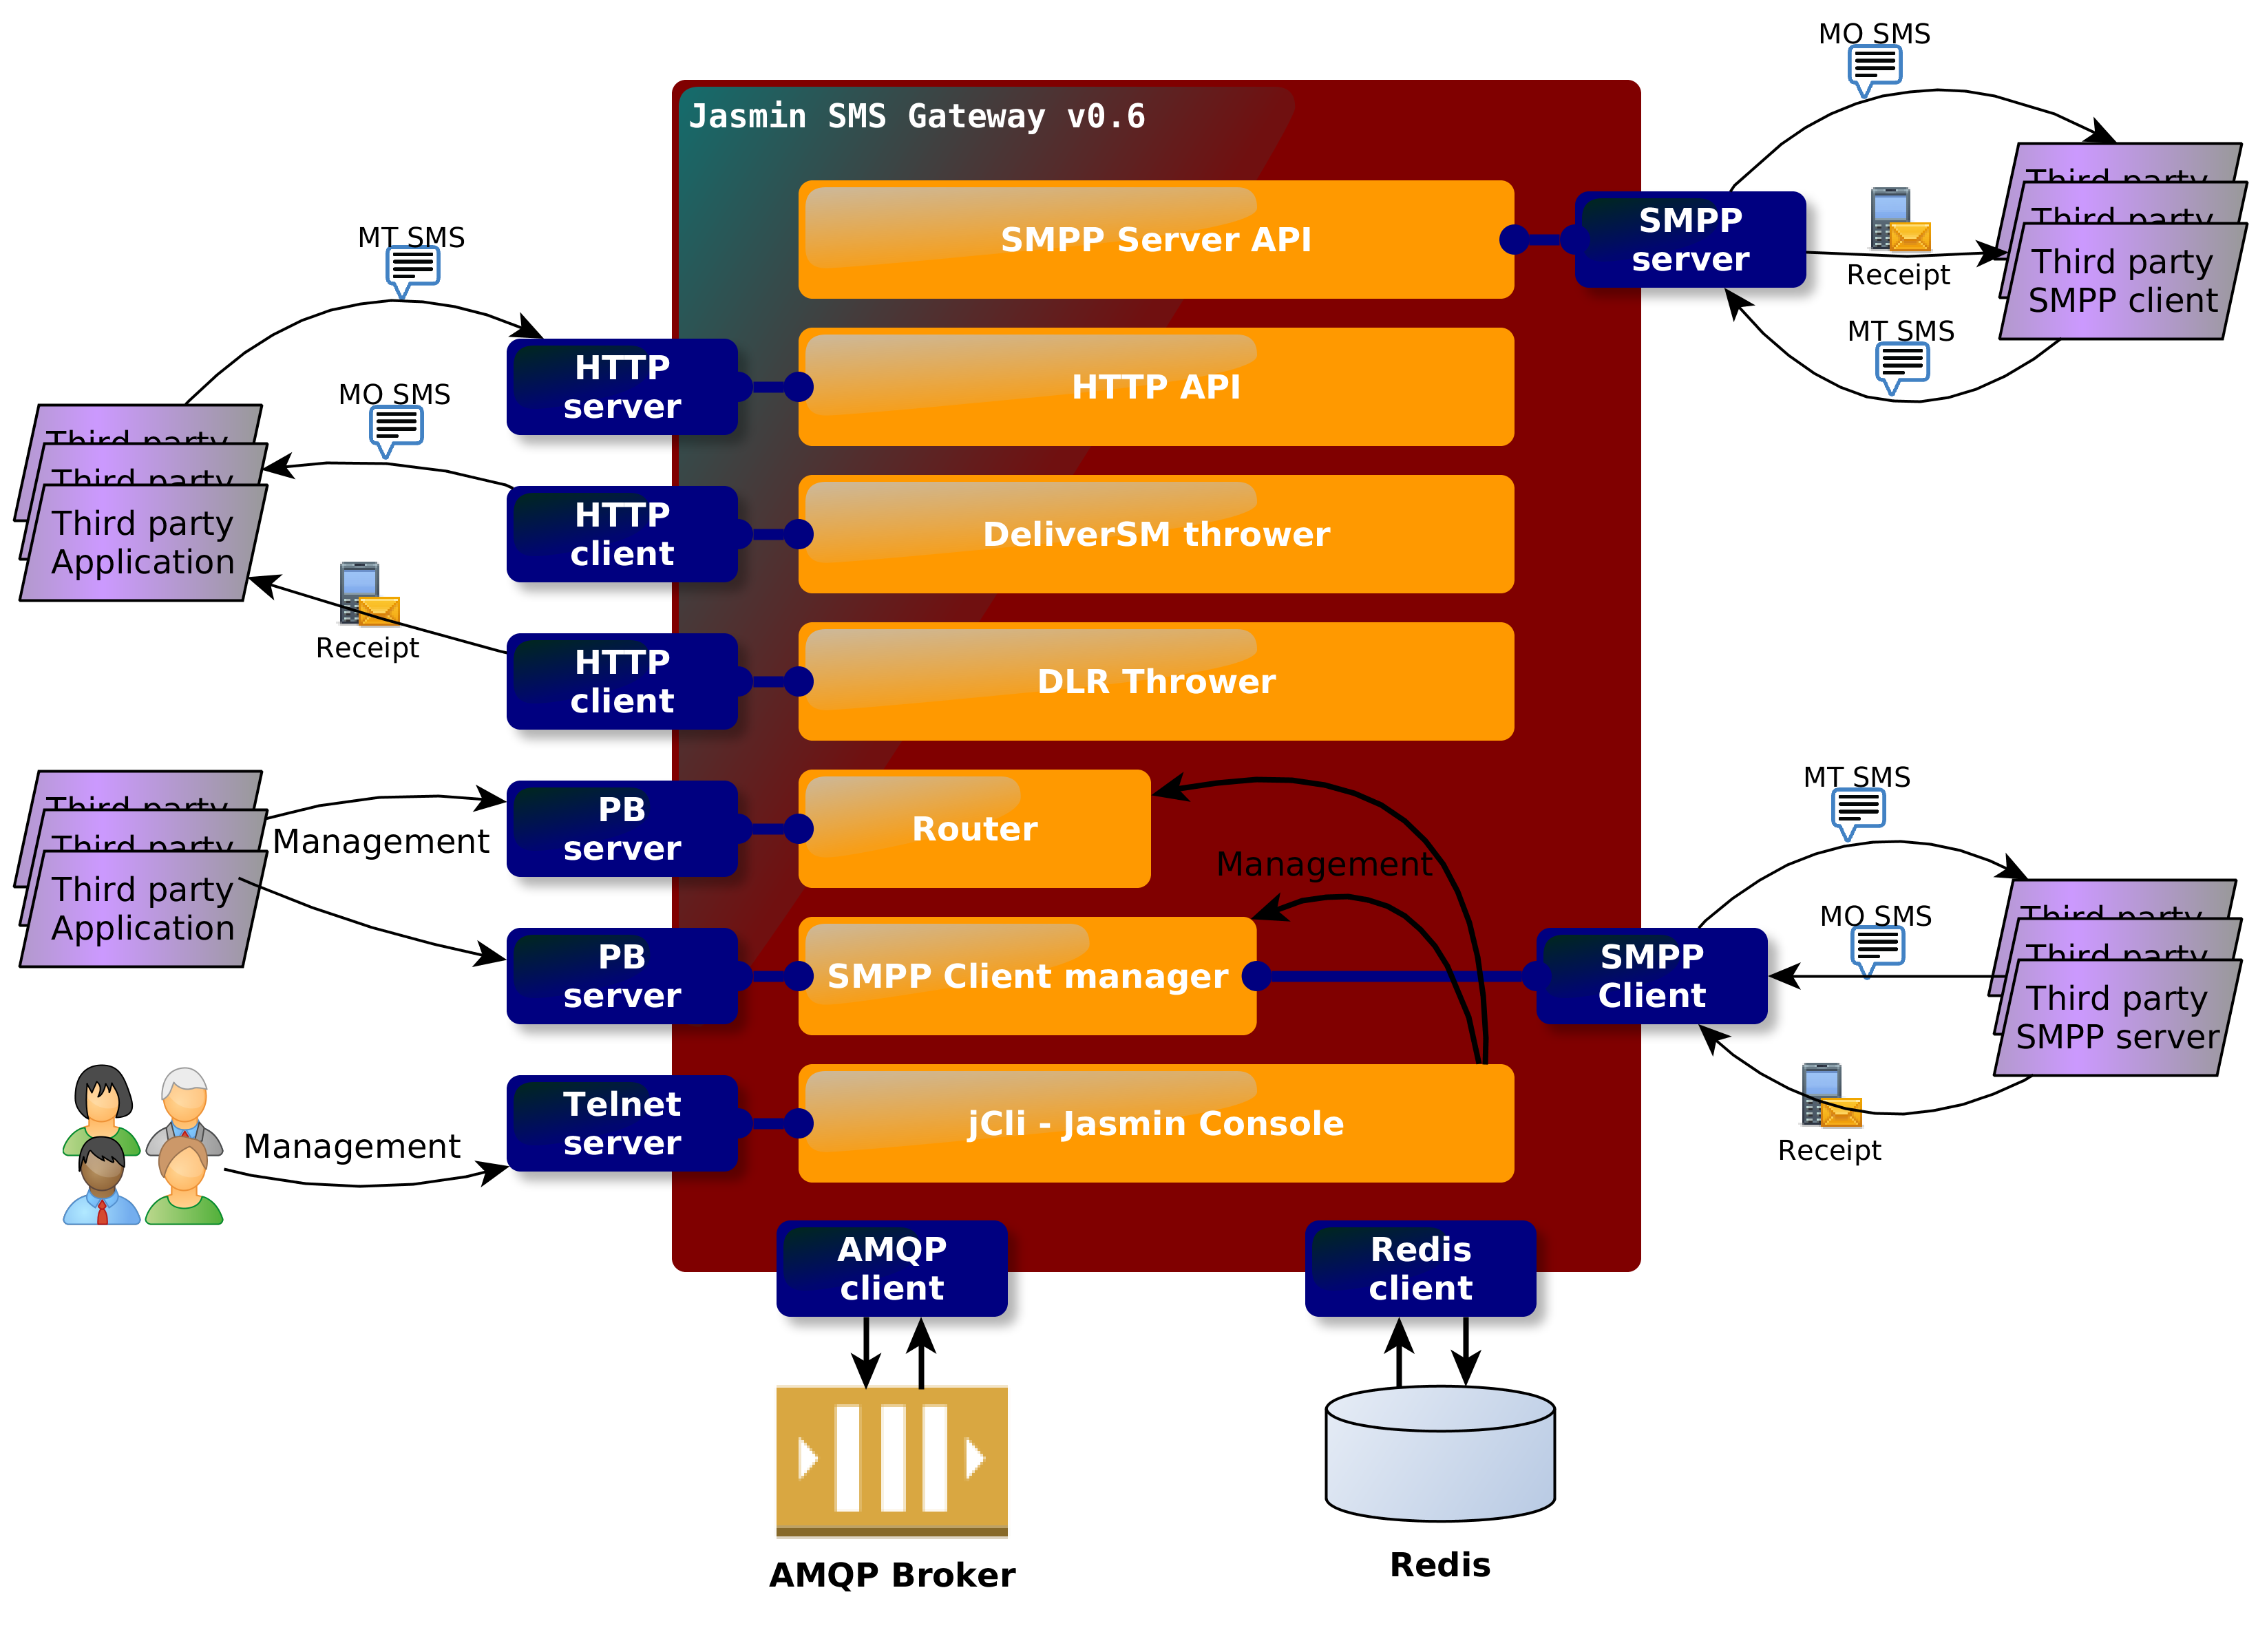 MO SMS
Jasmin SMS Gateway v0.6
Third party
Third party
Third party
SMPP client
SMPP
server
Receipt
MT SMS
SMPP Server API
MT SMS
HTTP
server
HTTP API
MO SMS
Third party
Third party
Third party
Application
HTTP
client
DeliverSM thrower
Receipt
HTTP
client
DLR Thrower
Third party
Third party
Third party
Application
Management
PB
server
Router
Management
PB
server
SMPP Client manager
SMPP
Client
MT SMS
MO SMS
Third party
Third party
Third party
SMPP server
Receipt
Management
Telnet
server
jCli - Jasmin Console
AMQP
client
Redis
client
AMQP Broker
Redis